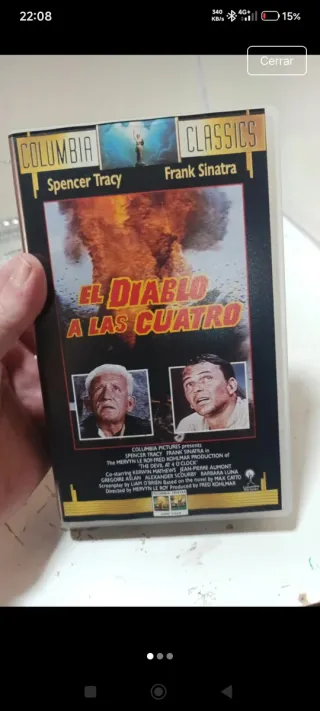 22:08
340 KB/s 4G+ 15%
Cerrar
COLUMBIA CLASSICS
Spencer Tracy Frank Sinatra
EL DIABLO
A LAS CUATRO
COLUMBIA PICTURES presents
SPENCER TRACY FRANK SINATRA in
The MERVYN LE ROY-FRED KOHLMAR PRODUCTION of
"THE DEVIL AT 4 O'CLOCK"
Co-starring KERWIN MATHEWS JEAN-PIERRE AUMONT
GREGOIRE ASLAN ALEXANDER SCOURBY BARBARA LUNA
Screenplay by LIAM O'BRIEN Based on the novel by MAX CATTO
Directed by MERVYN LE ROY Produced by FRED KOHLMAR